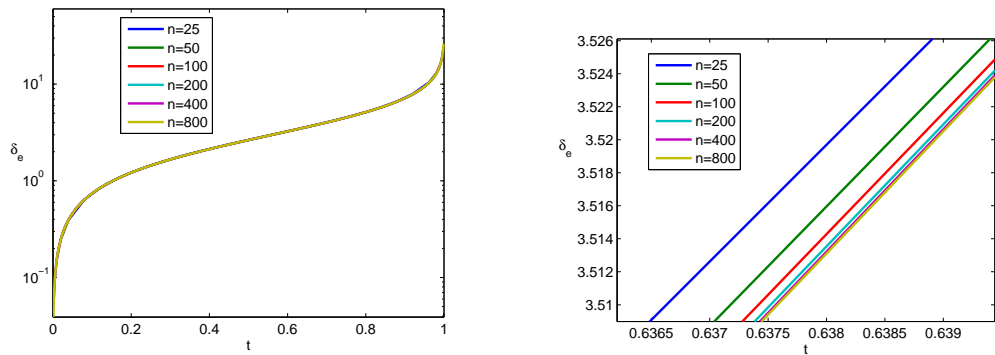 n=25
n=50
n=100
n=200
n=400
n=800
10^1
10^0
10^-1
δ_e
0 0.2 0.4 0.6 0.8 1
t
n=25
n=50
n=100
n=200
n=400
n=800
3.526
3.524
3.522
3.52
3.518
3.516
3.514
3.512
3.51
δ_e
0.6365 0.637 0.6375 0.638 0.6385 0.639
t